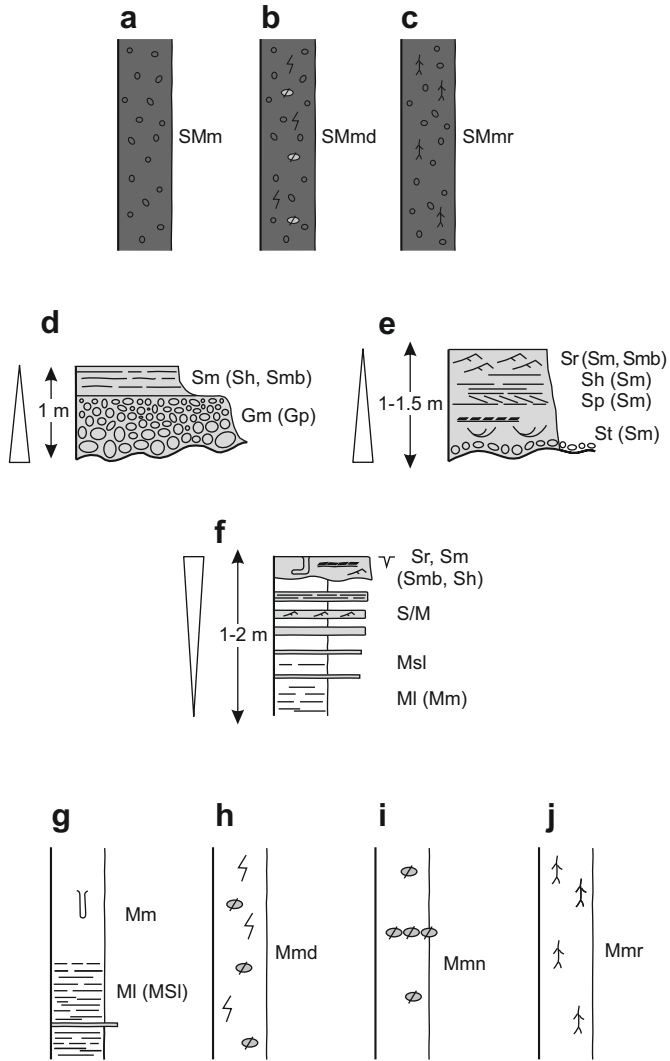 a
b
c
SMm
SMmd
SMmr
d
e
1 m
Sm (Sh, Smb)
Gm (Gp)
1-1.5 m
Sr (Sm, Smb)
Sh (Sm)
Sp (Sm)
St (Sm)
f
1-2 m
Sr, Sm
(Smb, Sh)
S/M
Msl
Ml (Mm)
g
h
i
j
Mm
Ml (MSl)
Mmd
Mmn
Mmr